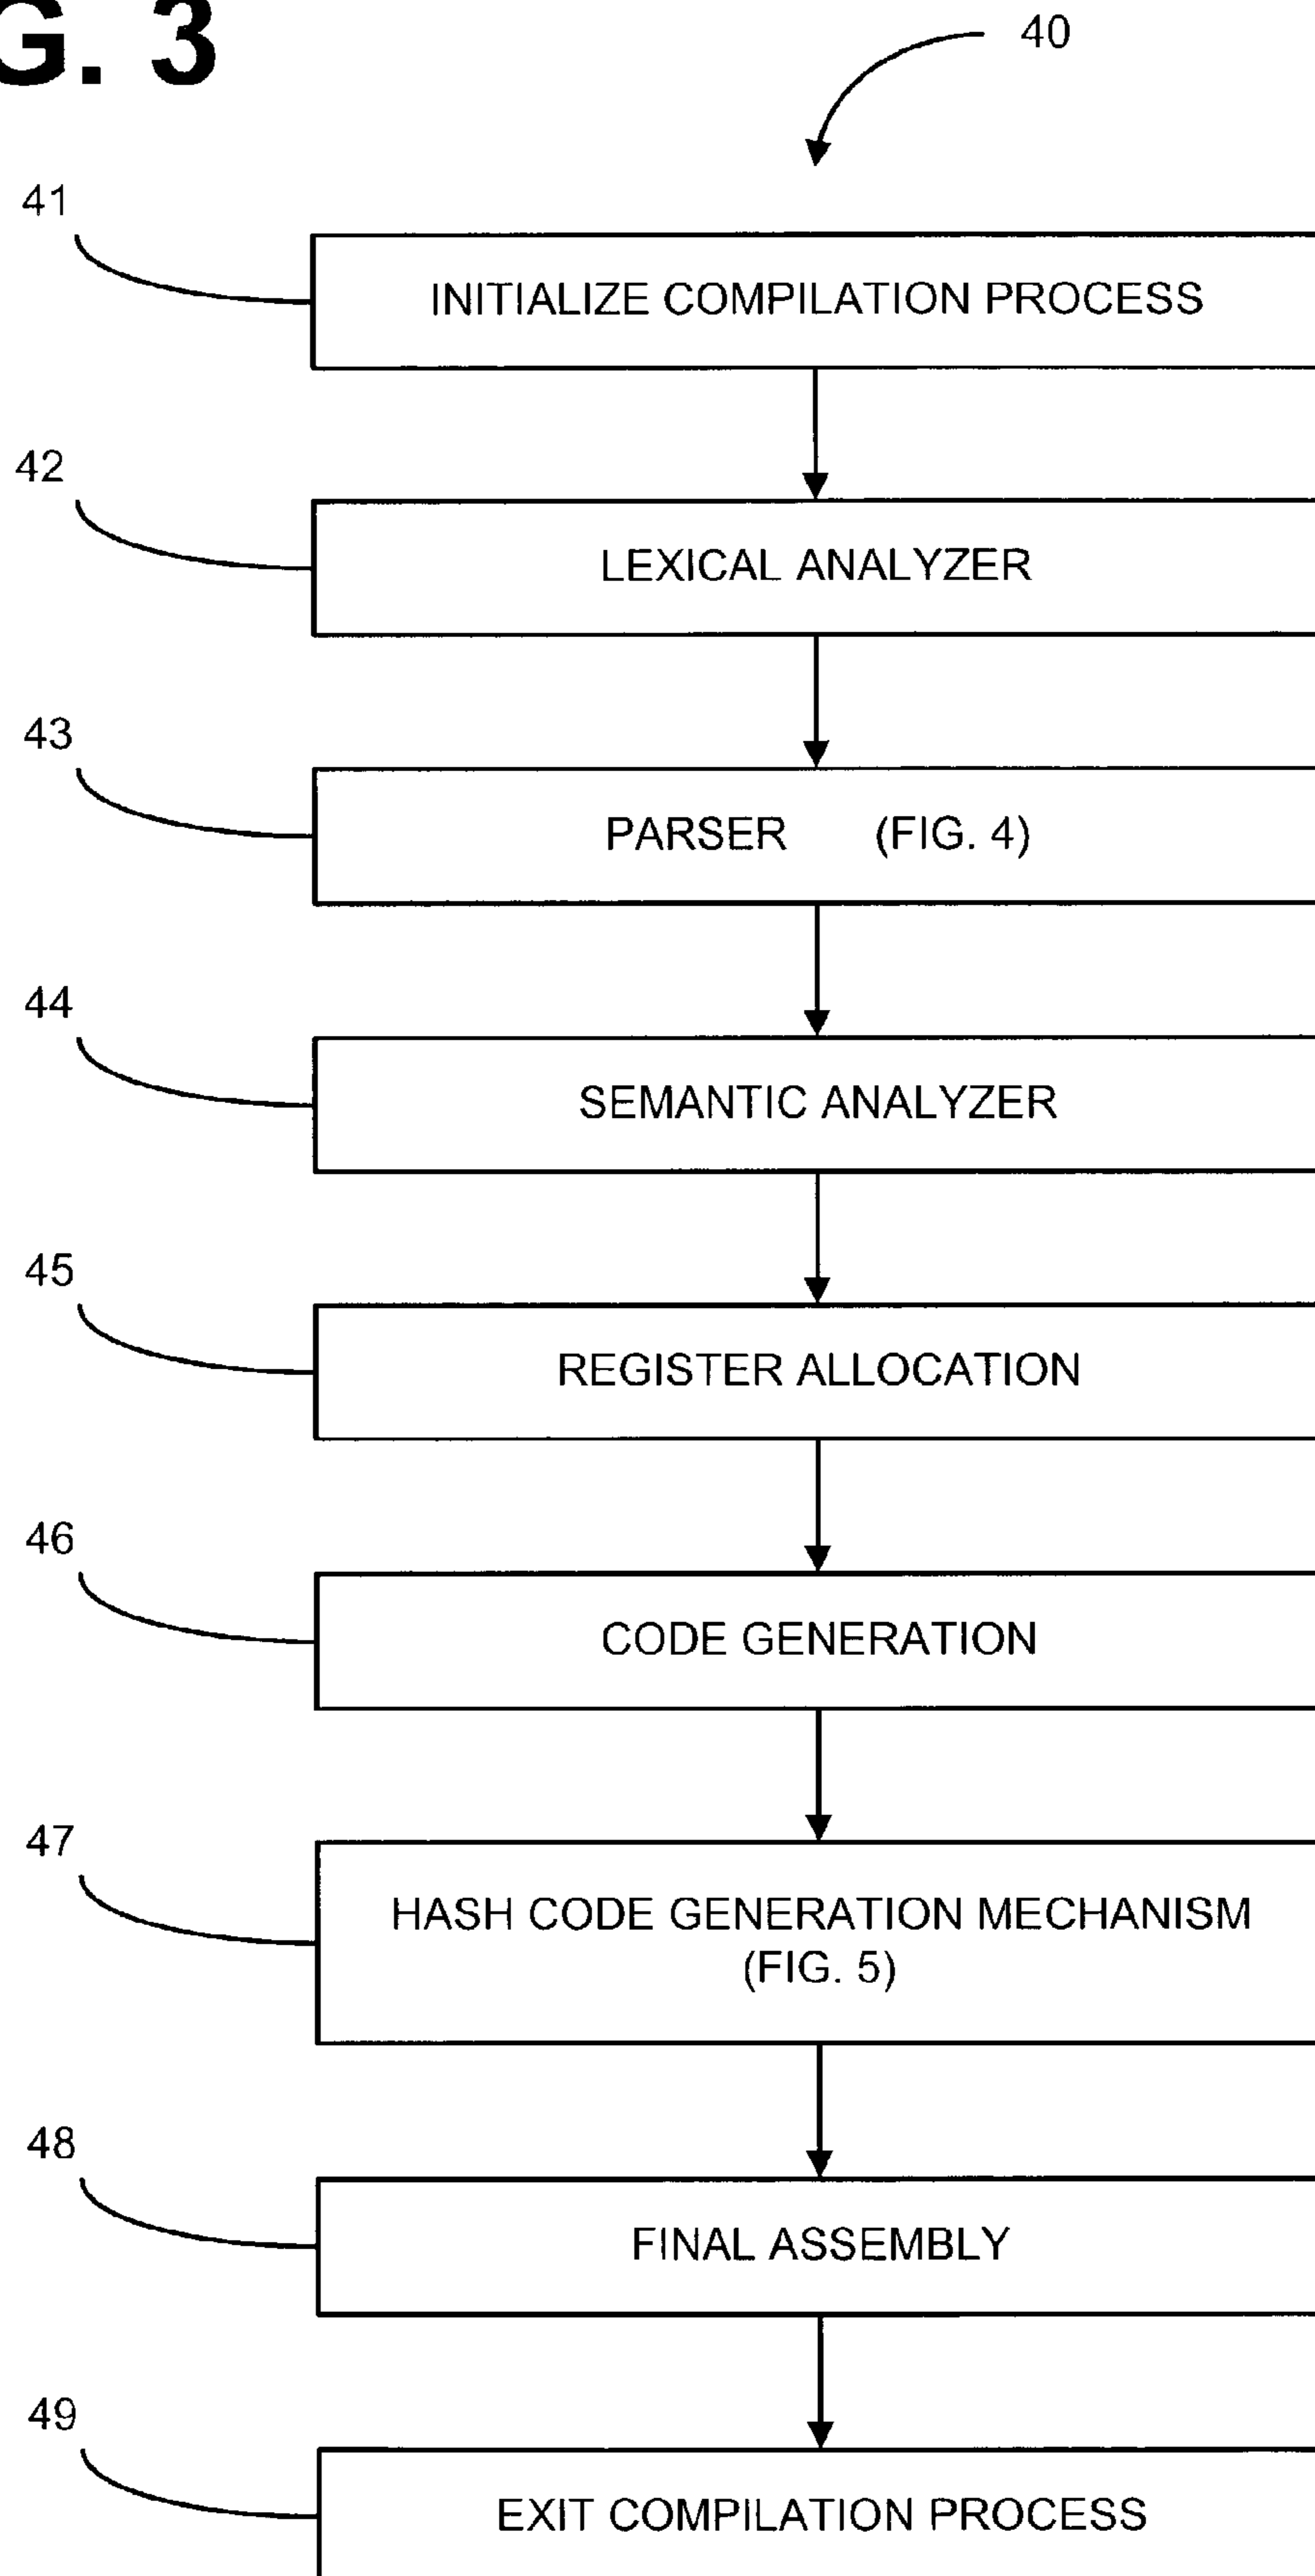 G. 3
40
41
INITIALIZE COMPILATION PROCESS
42
LEXICAL ANALYZER
43
PARSER (FIG. 4)
44
SEMANTIC ANALYZER
45
REGISTER ALLOCATION
46
CODE GENERATION
47
HASH CODE GENERATION MECHANISM
(FIG. 5)
48
FINAL ASSEMBLY
49
EXIT COMPILATION PROCESS